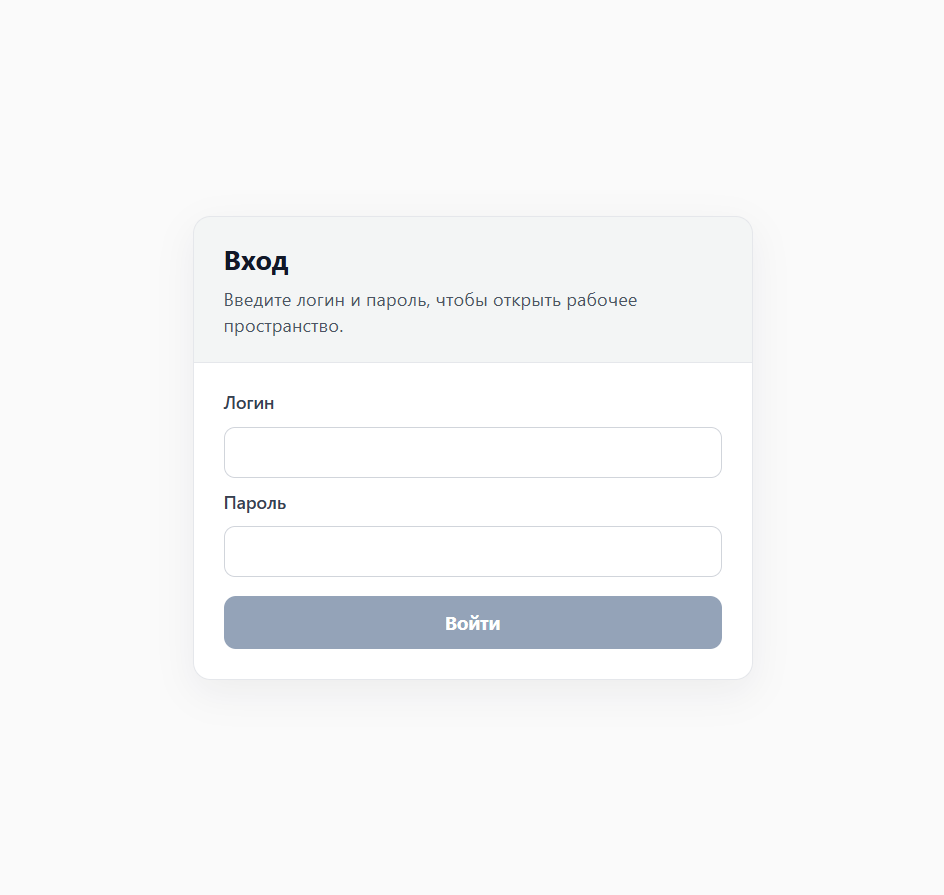 Вход
Введите логин и пароль, чтобы открыть рабочее
пространство.
Логин
Пароль
Войти